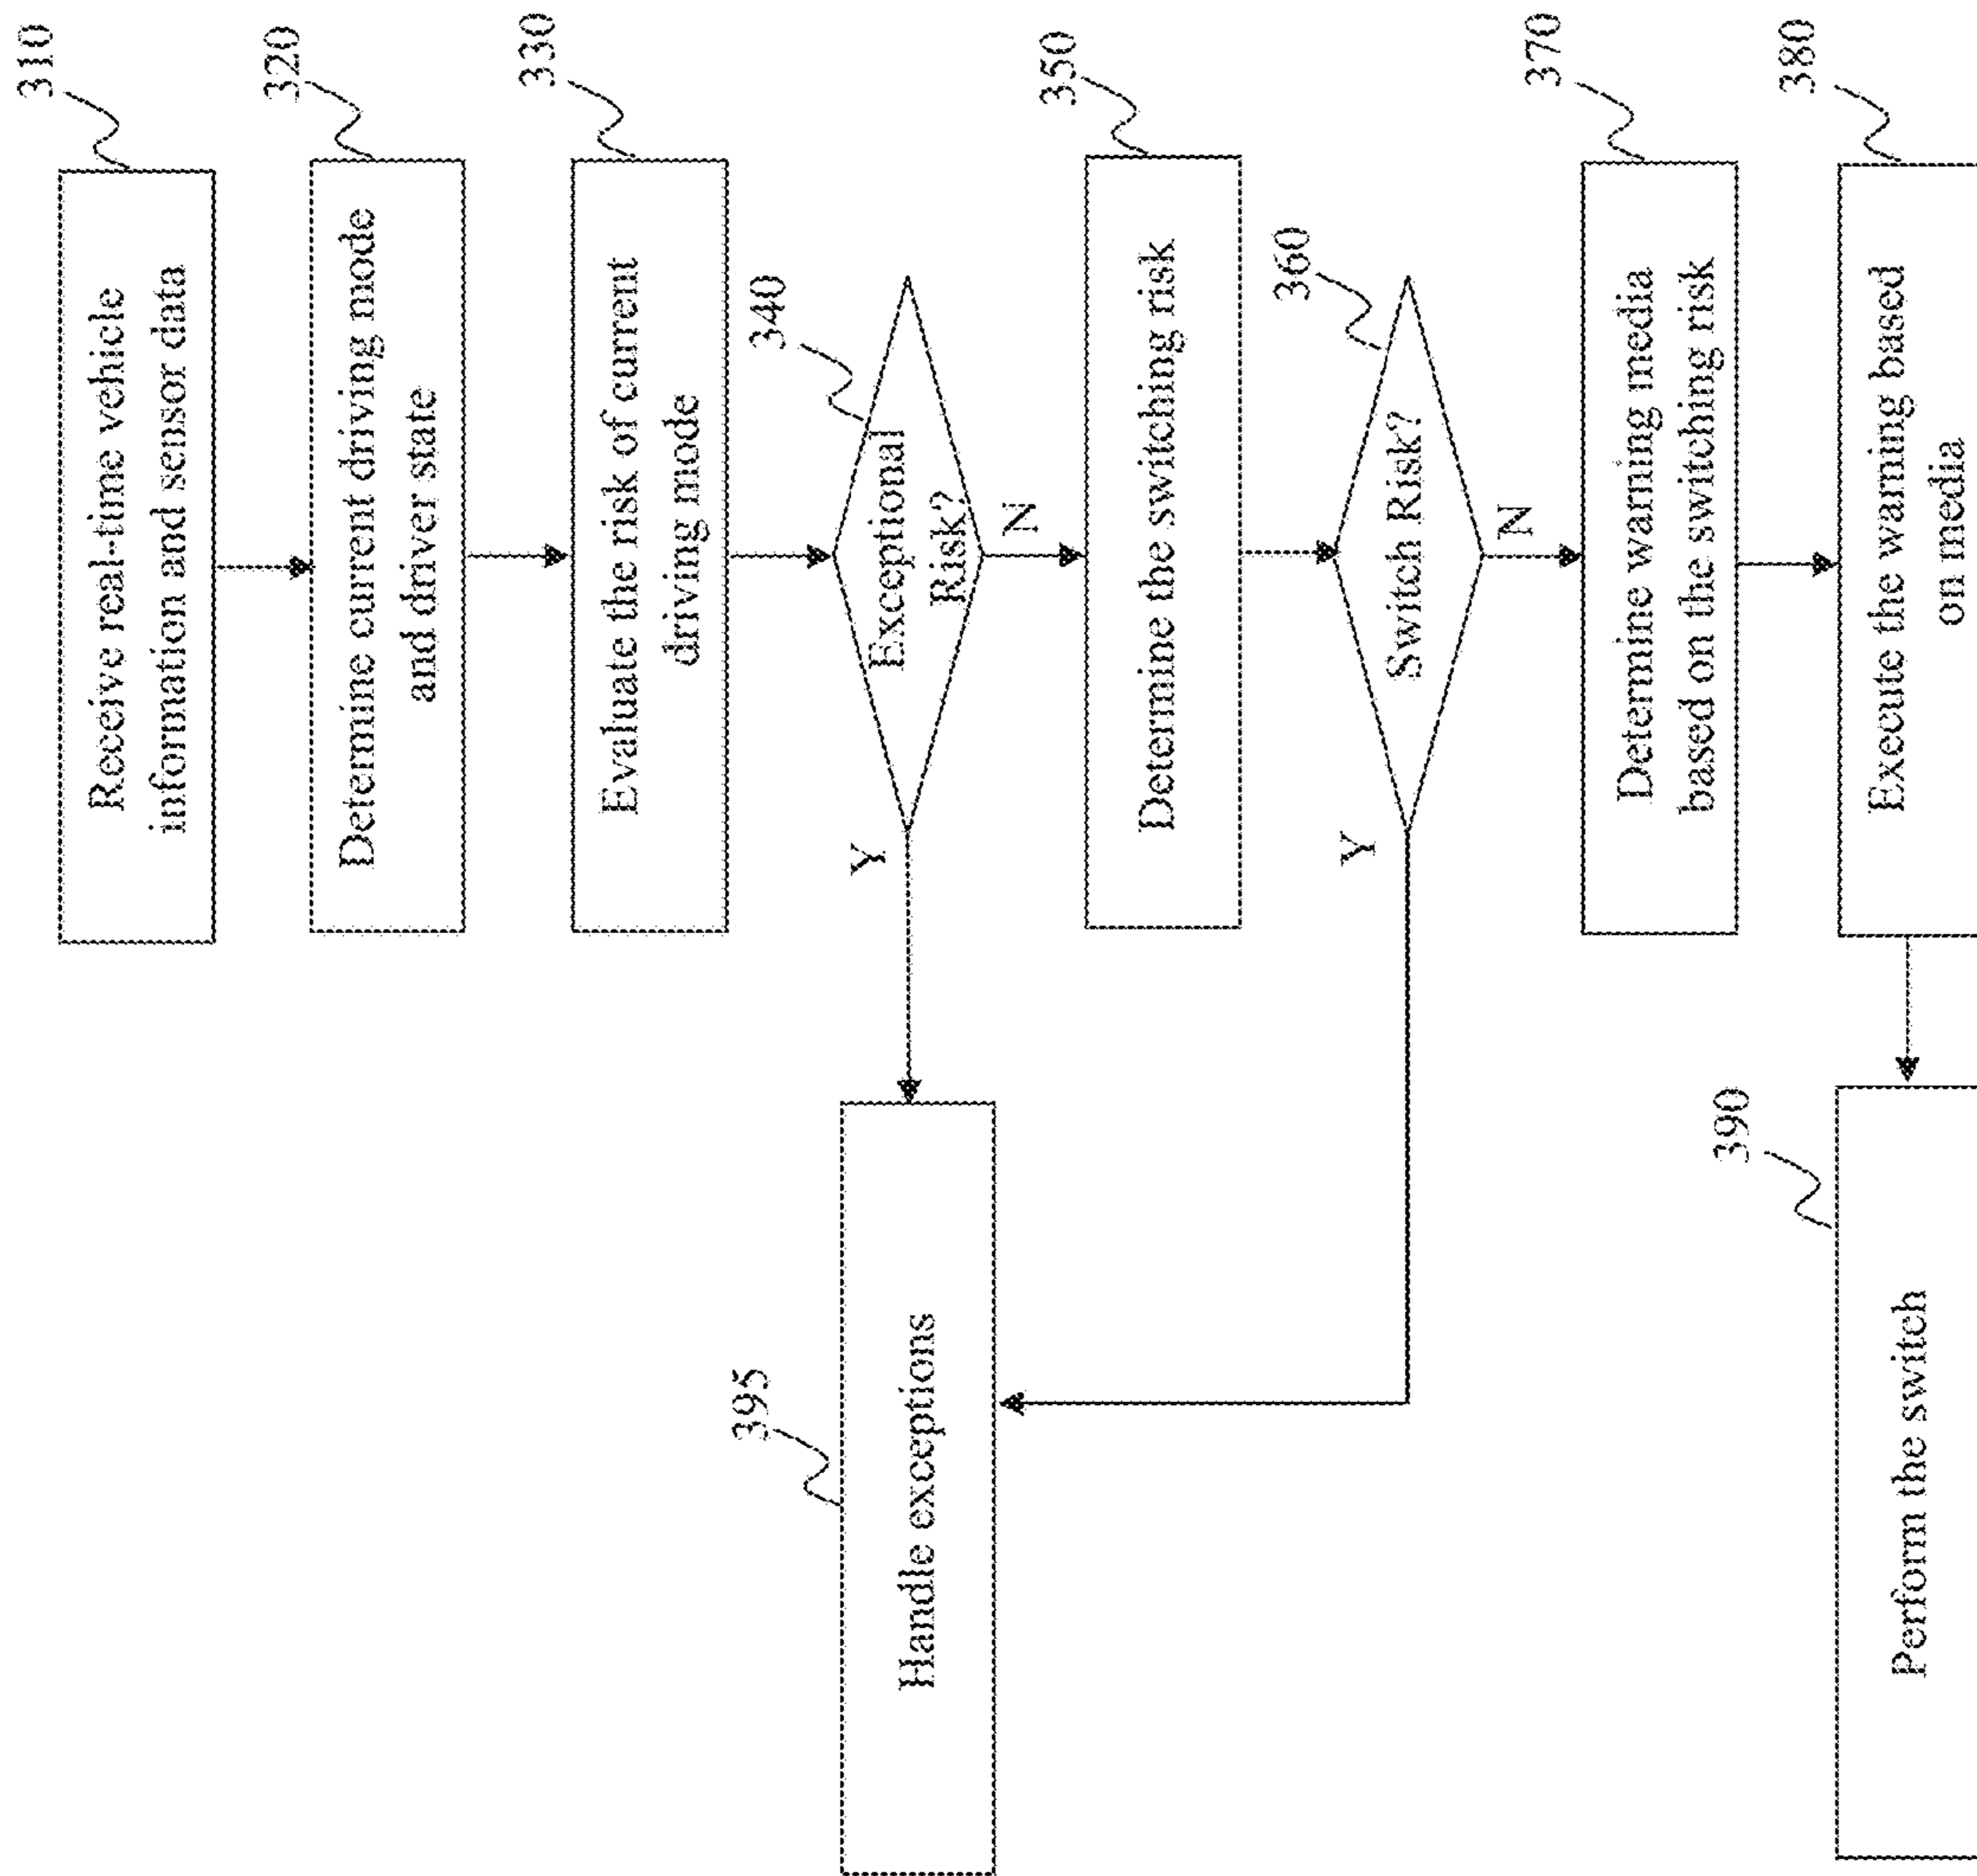 310
Receive real-time vehicle
information and sensor data
320
Determine current driving mode
and driver state
330
Evaluate the risk of current
driving mode
340
Exceptional
Risk?
Y
N
350
Determine the switching risk
360
Switch Risk?
Y
N
370
Determine warning media
based on the switching risk
380
Execute the waning based
on media
390
Perform the switch
395
Handle exceptions